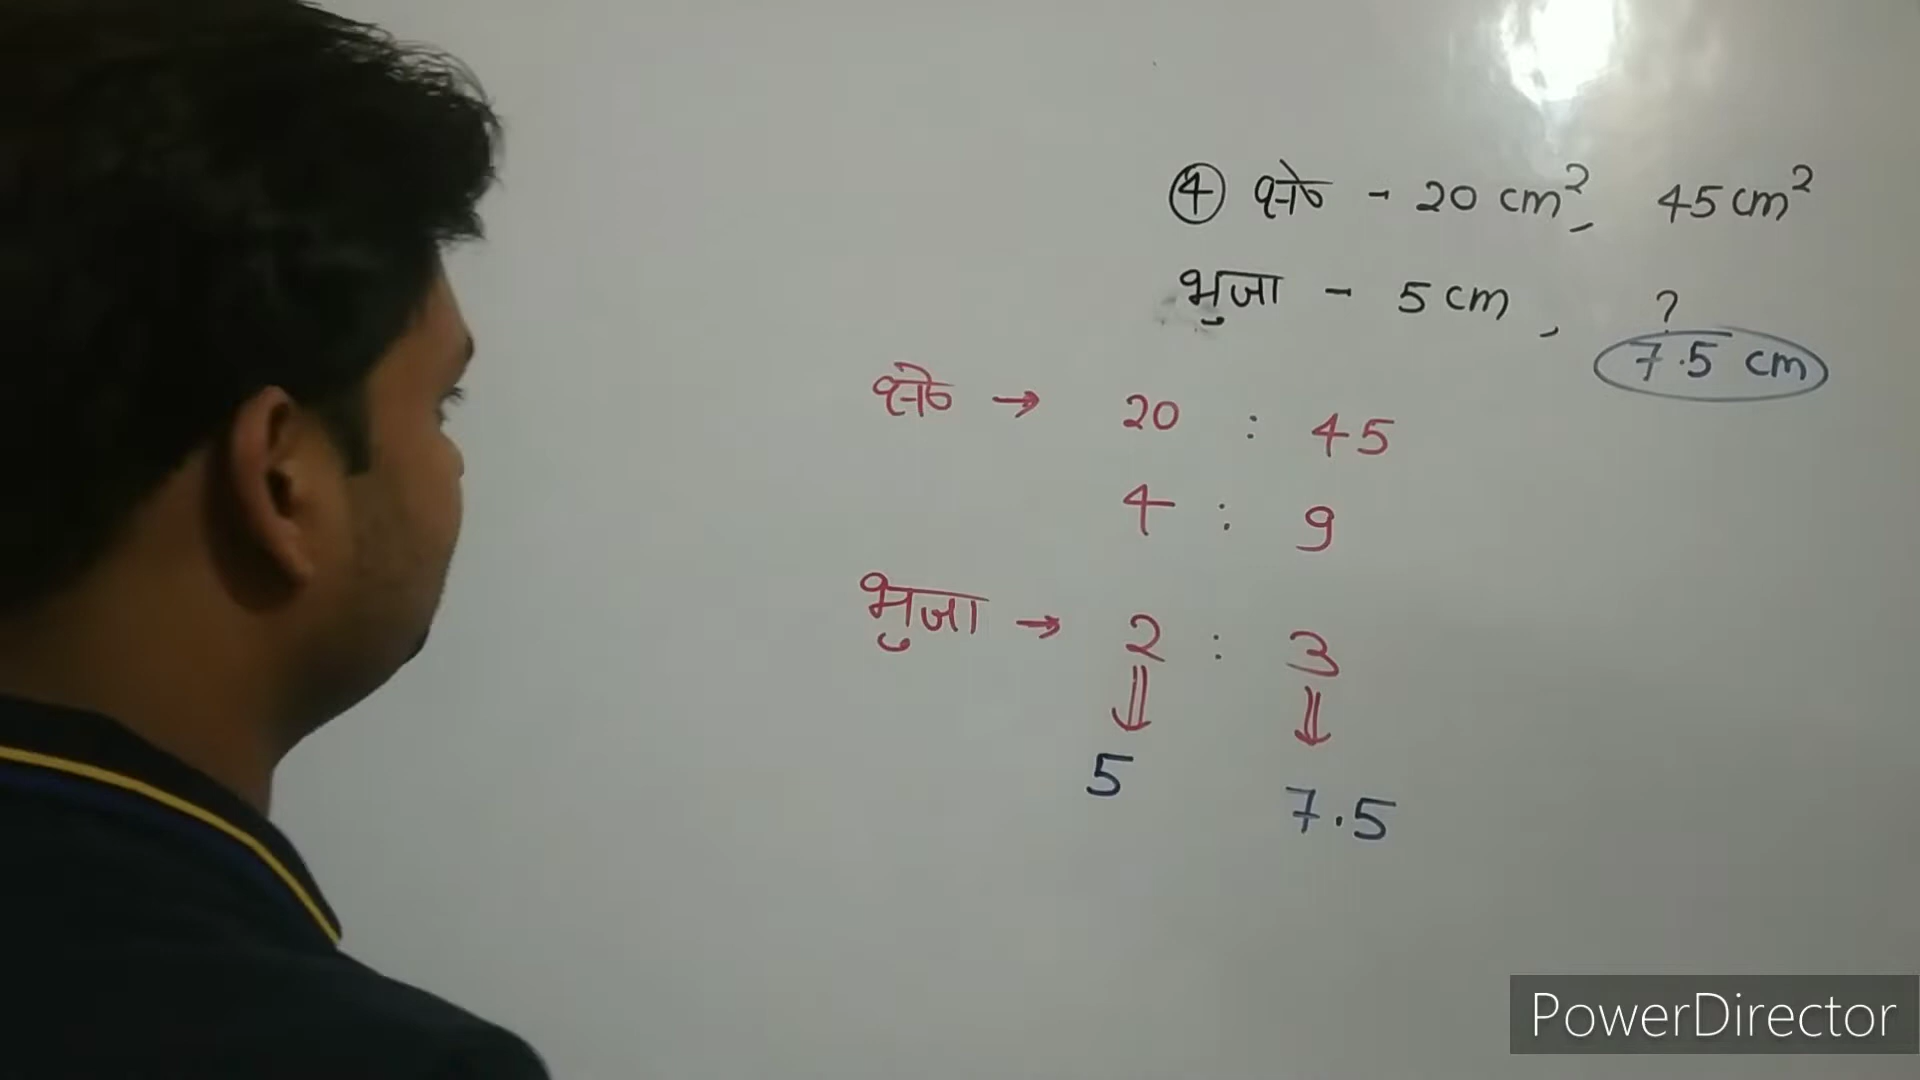 ④ क्षे० - 20 cm², 45 cm²
भुजा - 5 cm, ?
7.5 cm
क्षे० → 20 : 45
4 : 9
भुजा → 2 : 3
⇓ ⇓
5 7.5
PowerDirector